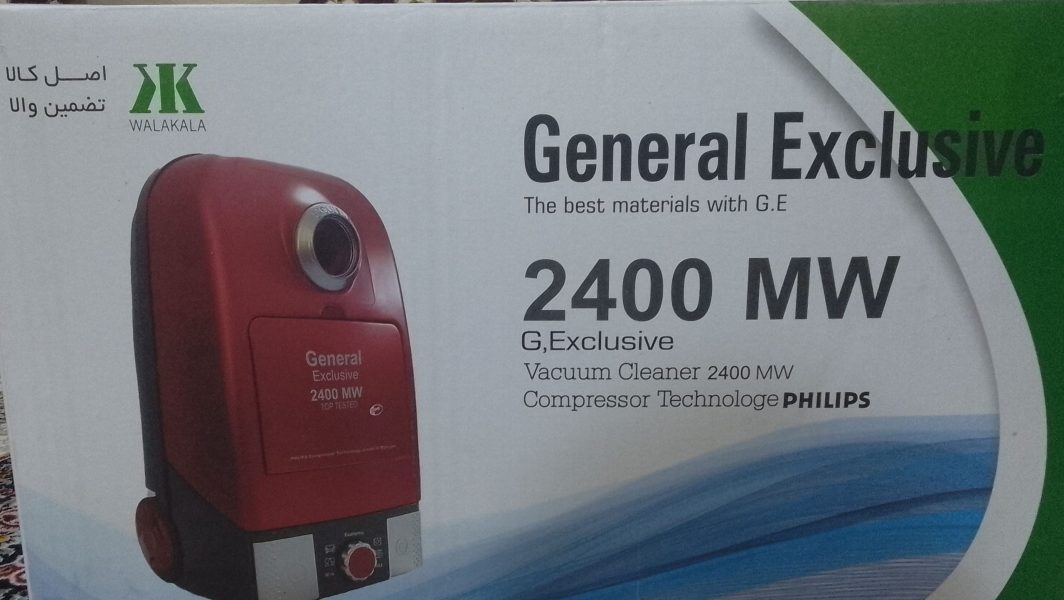 اصل کالا
تضمین والا
WALAKALA
General Exclusive
The best materials with G.E
2400 MW
G,Exclusive
Vacuum Cleaner 2400 MW
Compressor Technologe PHILIPS
General
Exclusive
2400 MW
TOP TESTED